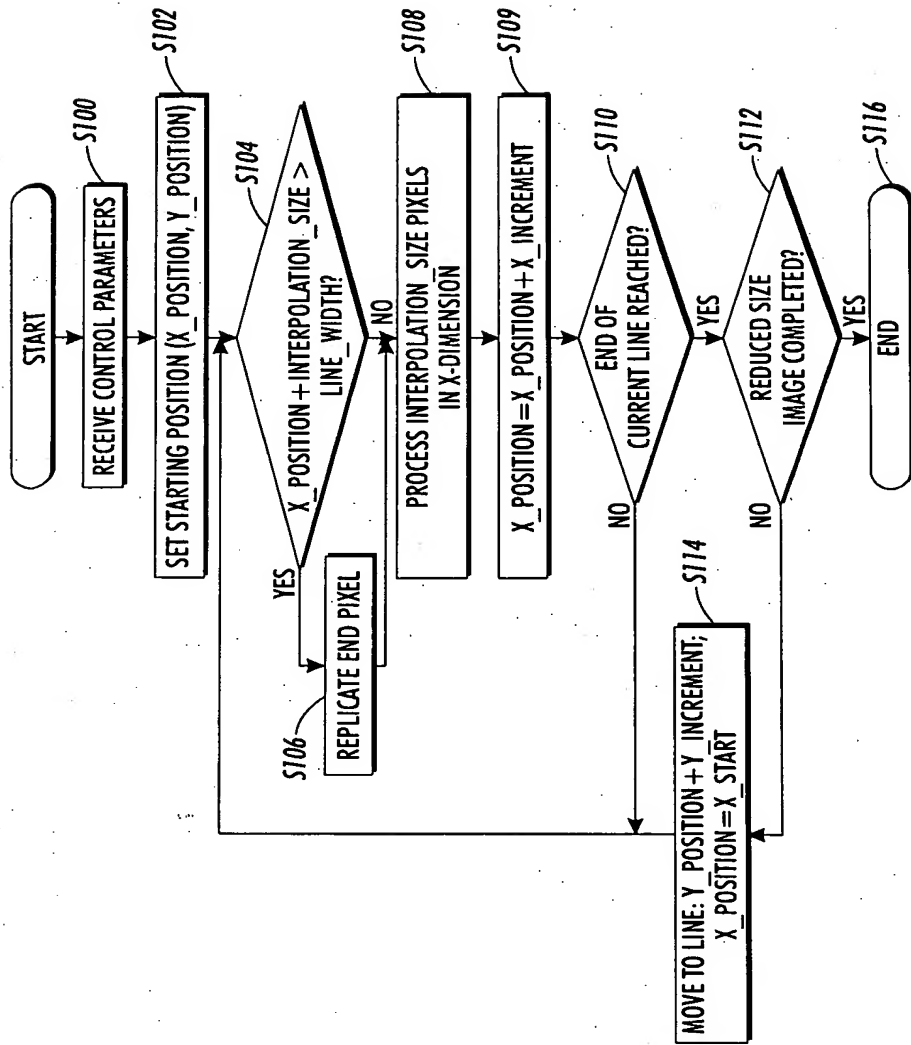 START
S100
RECEIVE CONTROL PARAMETERS
S102
SET STARTING POSITION (X_POSITION, Y_POSITION)
S104
X_POSITION+INTERPOLATION_SIZE >
LINE_WIDTH?
YES
NO
S106
REPLICATE END PIXEL
S108
PROCESS INTERPOLATION_SIZE PIXELS
IN X-DIMENSION
S109
X_POSITION=X_POSITION+X_INCREMENT
S110
END OF
CURRENT LINE REACHED?
NO
YES
S112
REDUCED SIZE
IMAGE COMPLETED?
NO
YES
S114
MOVE TO LINE: Y_POSITION+Y_INCREMENT;
X_POSITION=X_START
S116
END